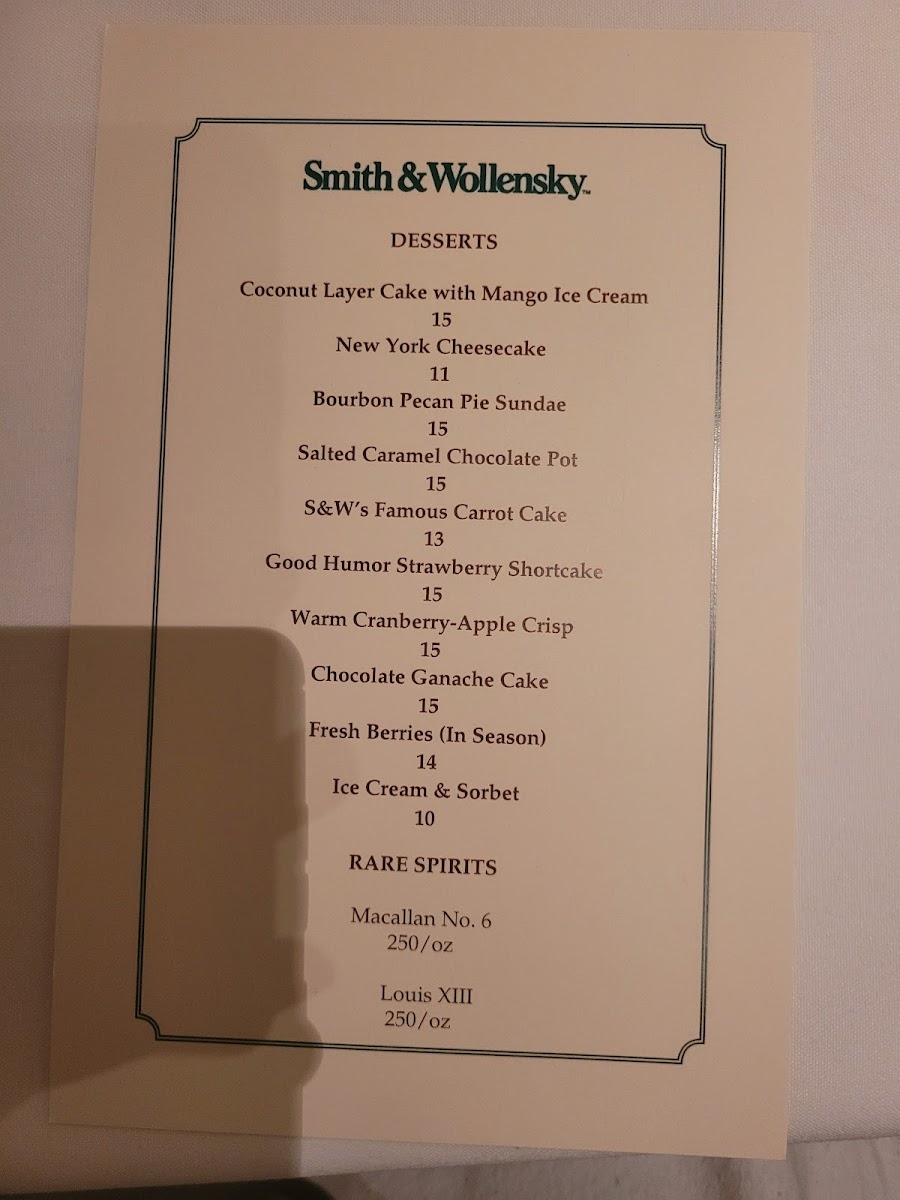 Smith & Wollensky™
DESSERTS
Coconut Layer Cake with Mango Ice Cream
15
New York Cheesecake
11
Bourbon Pecan Pie Sundae
15
Salted Caramel Chocolate Pot
15
S&W's Famous Carrot Cake
13
Good Humor Strawberry Shortcake
15
Warm Cranberry-Apple Crisp
15
Chocolate Ganache Cake
15
Fresh Berries (In Season)
14
Ice Cream & Sorbet
10
RARE SPIRITS
Macallan No. 6
250/oz
Louis XIII
250/oz